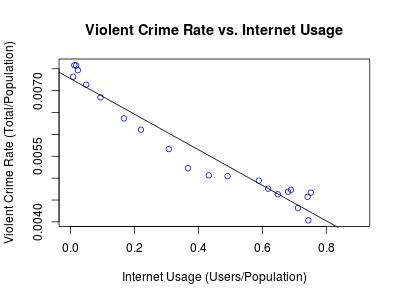 Violent Crime Rate vs. Internet Usage
Violent Crime Rate (Total/Population)
0.0070
0.0055
0.0040
0.0 0.2 0.4 0.6 0.8
Internet Usage (Users/Population)